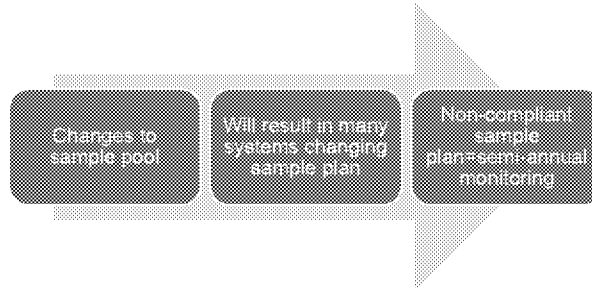 Changes to
sample pool
Will result in many
systems changing
sample plan
Non-compliant
sample
plan=semi-annual
monitoring